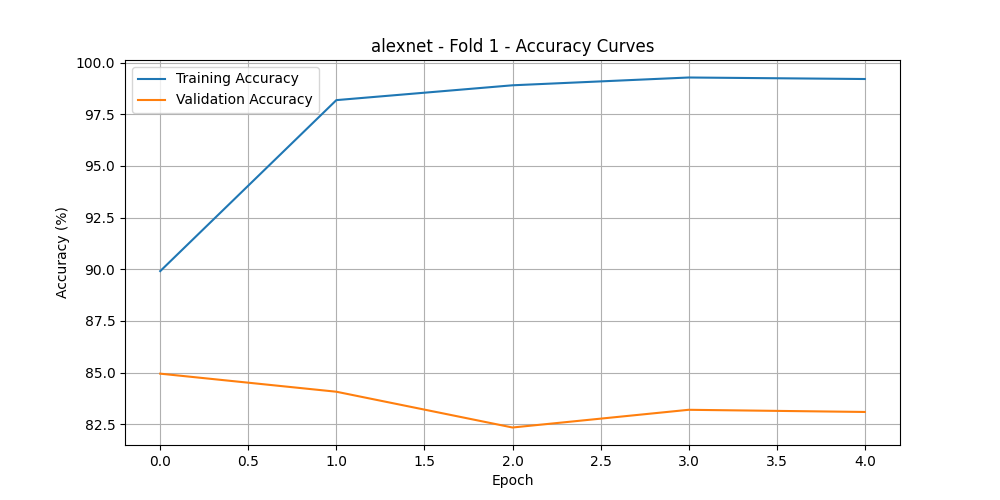 alexnet - Fold 1 - Accuracy Curves
Training Accuracy
Validation Accuracy
Accuracy (%)
100.0
97.5
95.0
92.5
90.0
87.5
85.0
82.5
0.0 0.5 1.0 1.5 2.0 2.5 3.0 3.5 4.0
Epoch